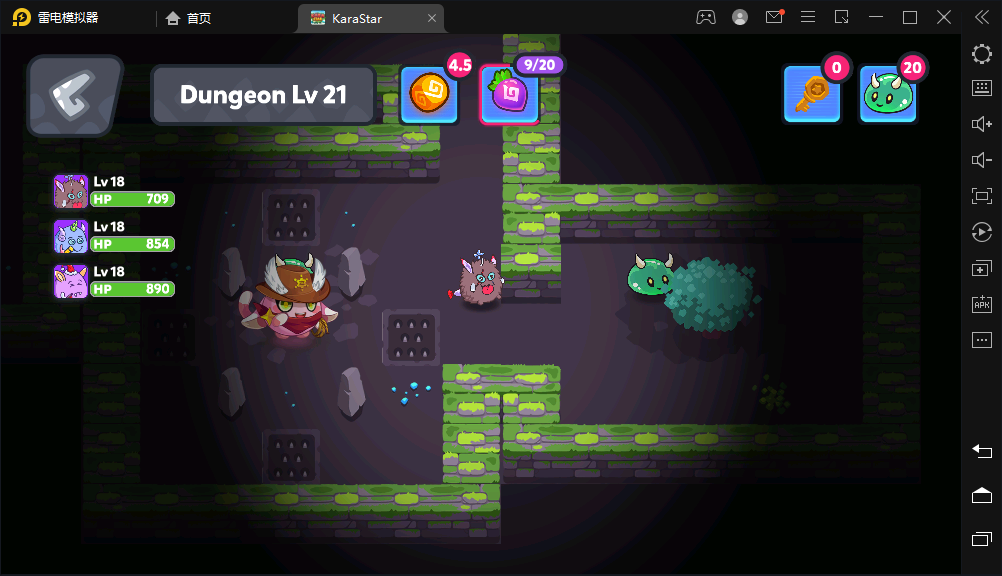 雷电模拟器
首页
KaraStar
Dungeon Lv 21
4.5
9/20
0
20
Lv 18
HP 709
Lv 18
HP 854
Lv 18
HP 890
APK